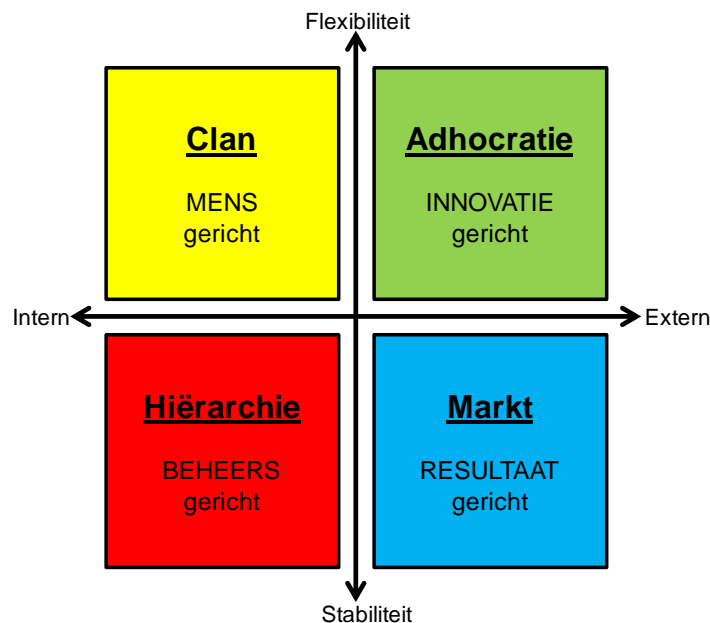 Flexibiliteit
Clan
MENS
gericht
Adhocratie
INNOVATIE
gericht
Intern
Extern
Hiërarchie
BEHEERS
gericht
Markt
RESULTAAT
gericht
Stabiliteit